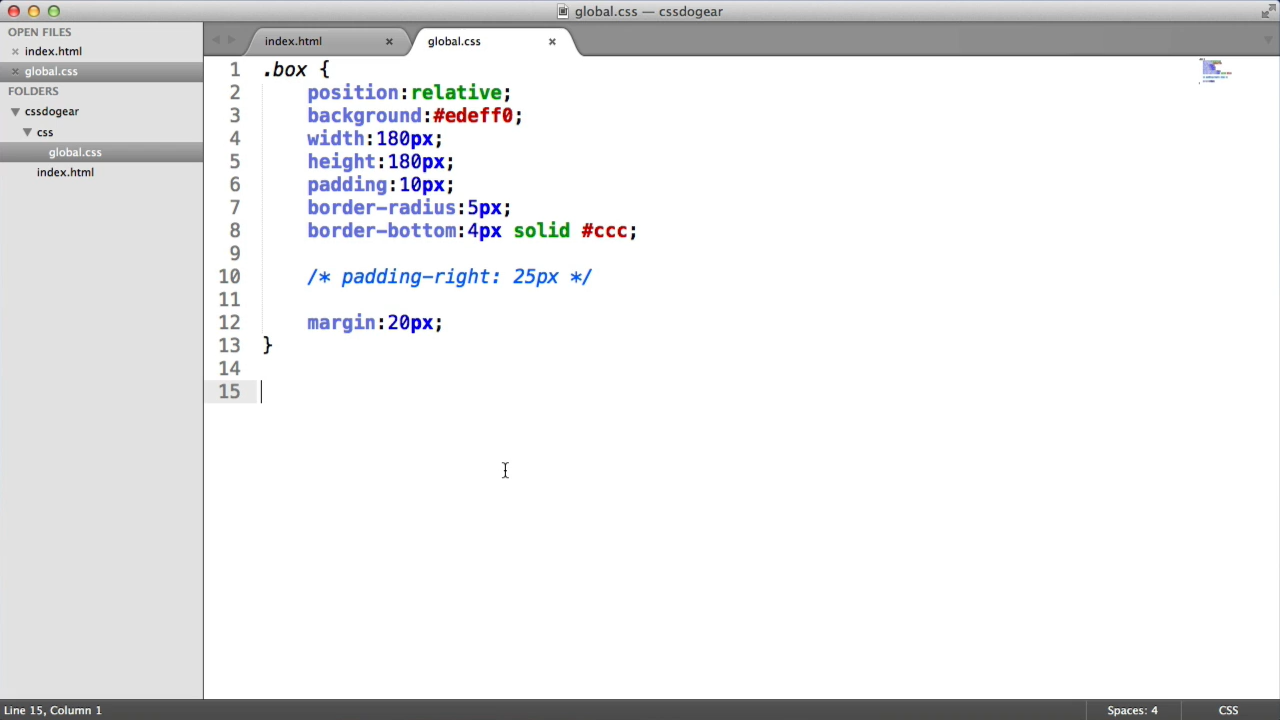 global.css — cssdogear
OPEN FILES
index.html
global.css
FOLDERS
cssdogear
css
global.css
index.html
index.html
global.css
1 .box {
2 position:relative;
3 background:#edeff0;
4 width:180px;
5 height:180px;
6 padding:10px;
7 border-radius:5px;
8 border-bottom:4px solid #ccc;
9
10 /* padding-right: 25px */
11
12 margin:20px;
13 }
14
15
Line 15, Column 1
Spaces: 4
CSS